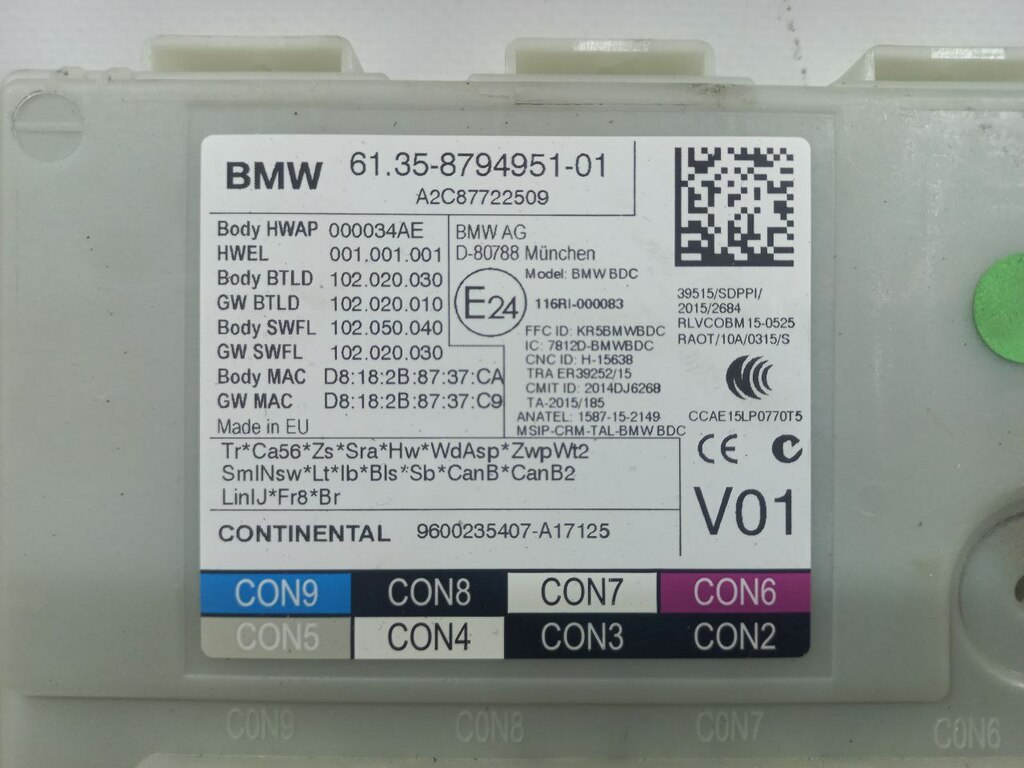 BMW 61.35-8794951-01
A2C87722509
Body HWAP 000034AE
HWEL 001.001.001
Body BTLD 102.020.030
GW BTLD 102.020.010
Body SWFL 102.050.040
GW SWFL 102.020.030
Body MAC D8:18:2B:87:37:CA
GW MAC D8:18:2B:87:37:C9
Made in EU
BMW AG
D-80788 München
Model: BMW BDC
E24
116RI-000083
FFC ID: KR5BMWBDC
IC: 7812D-BMWBDC
CNC ID: H-15638
TRA ER39252/15
CMIT ID: 2014DJ6268
TA-2015/185
ANATEL: 1587-15-2149
MSIP-CRM-TAL-BMW BDC
39515/SDPPI/
2015/2684
RLVCOBM 15-0525
RAOT/10A/0315/S
CCAE15LP0770T5
CE
V01
Tr*Ca56*Zs*Sra*Hw*WdAsp*ZwpWt2
SmlNsw*Lt*Ib*Bls*Sb*CanB*CanB2
LinIJ*Fr8*Br
CONTINENTAL 9600235407-A17125
CON9 CON8 CON7 CON6
CON5 CON4 CON3 CON2
CON9 CON8 CON7 CON6